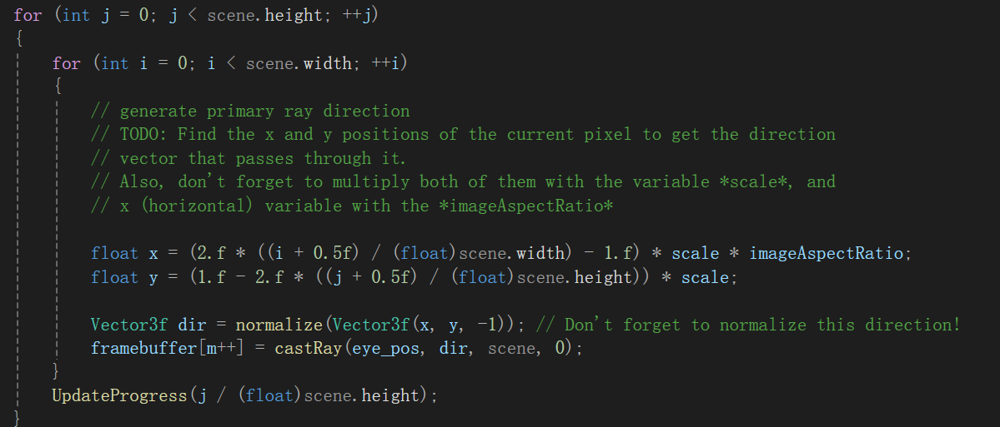 for (int j = 0; j < scene.height; ++j)
{
for (int i = 0; i < scene.width; ++i)
{
// generate primary ray direction
// TODO: Find the x and y positions of the current pixel to get the direction
// vector that passes through it.
// Also, don't forget to multiply both of them with the variable *scale*, and
// x (horizontal) variable with the *imageAspectRatio*
float x = (2.f * ((i + 0.5f) / (float)scene.width) - 1.f) * scale * imageAspectRatio;
float y = (1.f - 2.f * ((j + 0.5f) / (float)scene.height)) * scale;
Vector3f dir = normalize(Vector3f(x, y, -1)); // Don't forget to normalize this direction!
framebuffer[m++] = castRay(eye_pos, dir, scene, 0);
}
UpdateProgress(j / (float)scene.height);
}